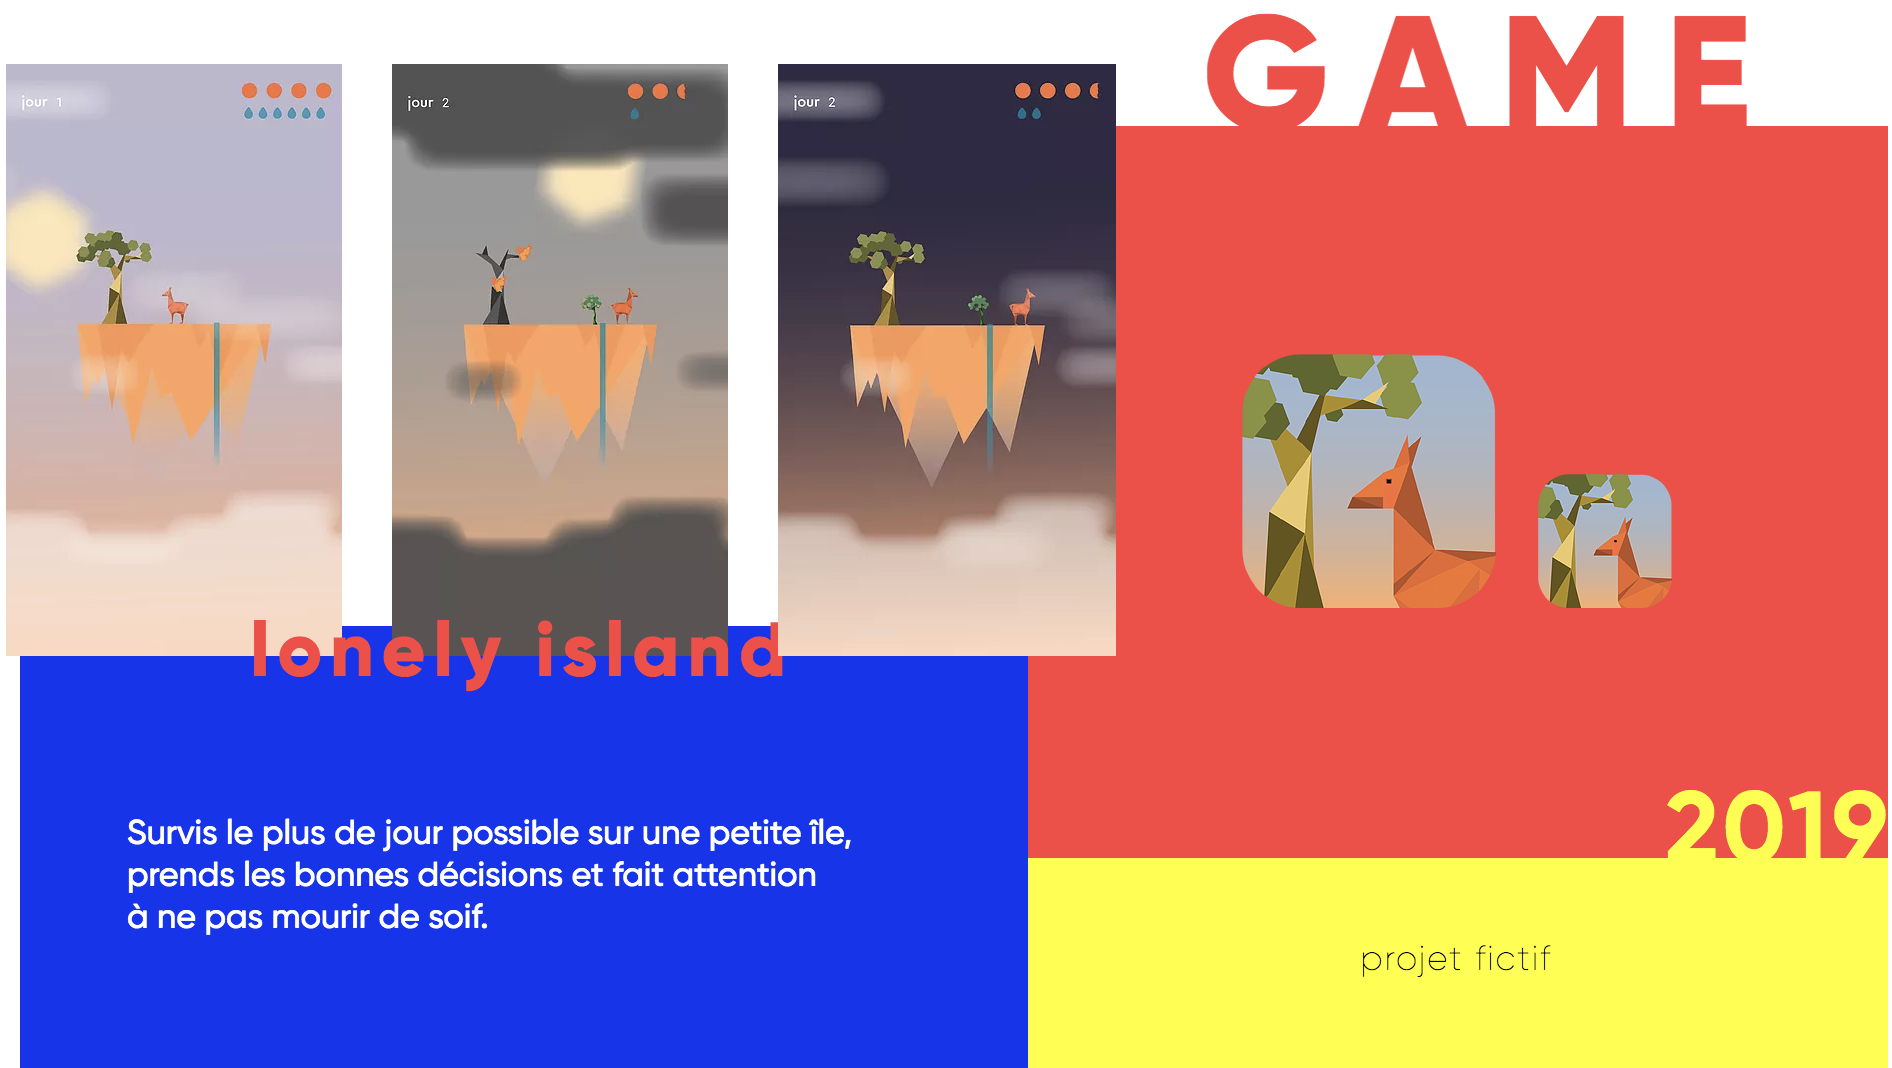 GAME
jour 1
jour 2
jour 2
lonely island
Survis le plus de jour possible sur une petite île,
prends les bonnes décisions et fait attention
à ne pas mourir de soif.
2019
projet fictif